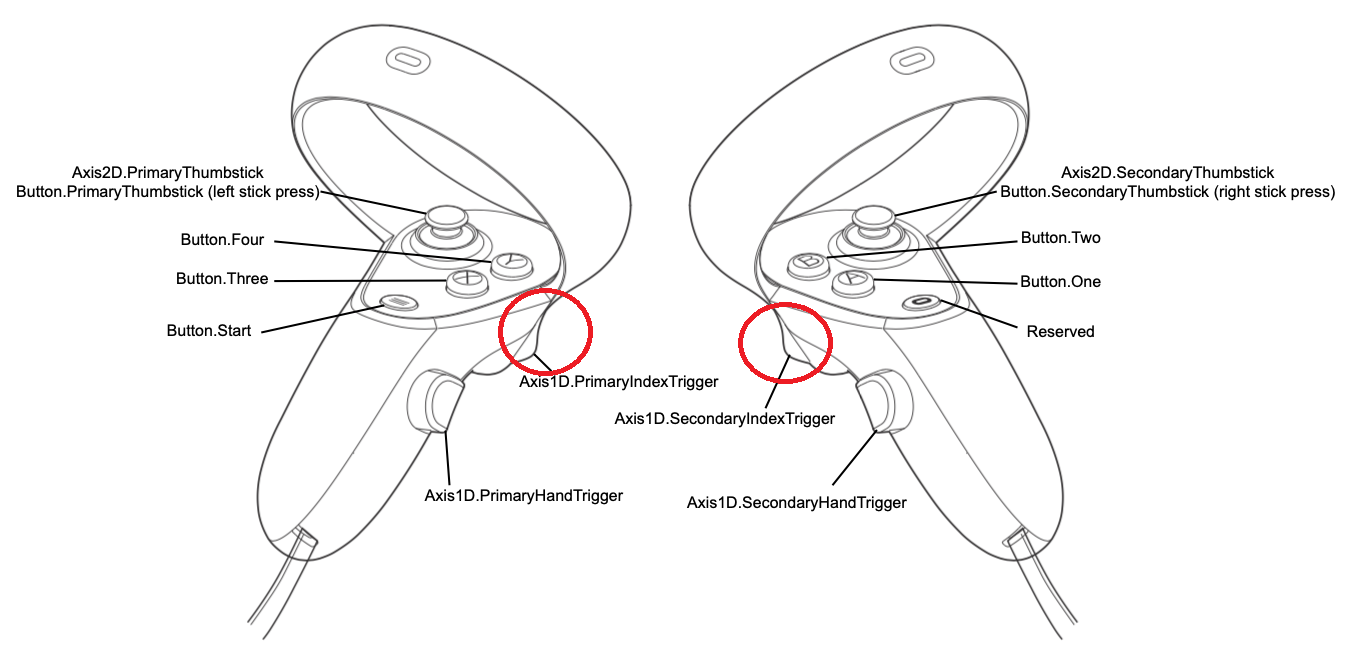 Axis2D.PrimaryThumbstick
Button.PrimaryThumbstick (left stick press)
Button.Four
Button.Three
Button.Start
Y
X
Axis1D.PrimaryIndexTrigger
Axis1D.PrimaryHandTrigger
Axis2D.SecondaryThumbstick
Button.SecondaryThumbstick (right stick press)
Button.Two
Button.One
Reserved
B
A
Axis1D.SecondaryIndexTrigger
Axis1D.SecondaryHandTrigger